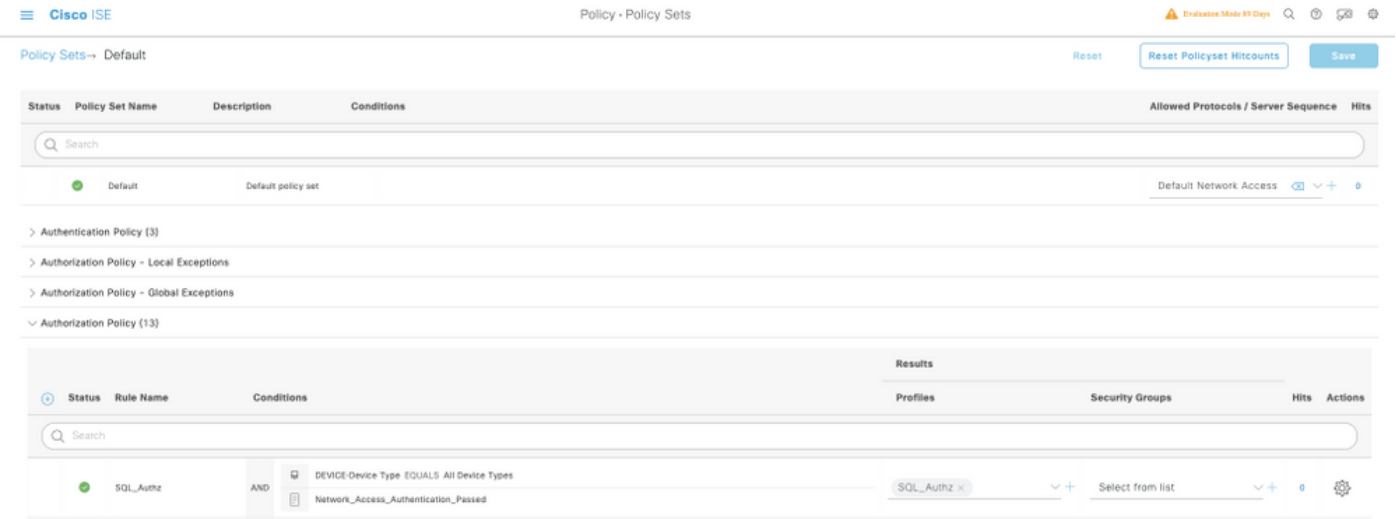 Cisco ISE
Policy · Policy Sets
Evaluation Mode 89 Days
Policy Sets→ Default
Reset
Reset Policyset Hitcounts
Save
Status Policy Set Name Description Conditions Allowed Protocols / Server Sequence Hits
Search
Default Default policy set Default Network Access 0
Authentication Policy (3)
Authorization Policy - Local Exceptions
Authorization Policy - Global Exceptions
Authorization Policy (13)
Results
Status Rule Name Conditions Profiles Security Groups Hits Actions
Search
DEVICE-Device Type EQUALS All Device Types
SQL_Authz AND SQL_Authz × Select from list 0
Network_Access_Authentication_Passed